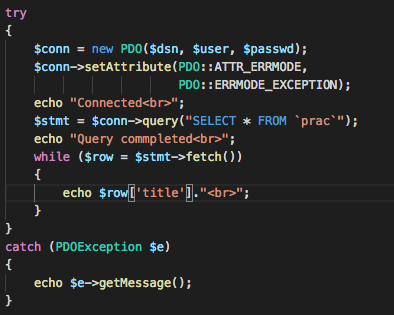 try
{
    $conn = new PDO($dsn, $user, $passwd);
    $conn->setAttribute(PDO::ATTR_ERRMODE,
                        PDO::ERRMODE_EXCEPTION);
    echo "Connected<br>";
    $stmt = $conn->query("SELECT * FROM `prac`");
    echo "Query commpleted<br>";
    while ($row = $stmt->fetch())
    {
        echo $row['title']."<br>";
    }
}
catch (PDOException $e)
{
    echo $e->getMessage();
}